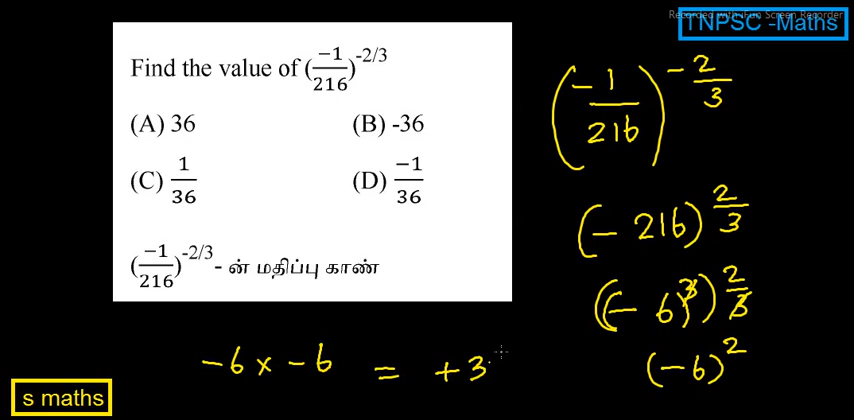 Recorded with iFun Screen Recorder
TNPSC -Maths
Find the value of (-1/216)^-2/3
(A) 36 (B) -36
(C) 1/36 (D) -1/36
(-1/216)^-2/3 - ன் மதிப்பு காண்
(-1/216)^-2/3
(-216)^2/3
((-6)^3)^2/3
(-6)^2
-6 x -6 = +3
s maths